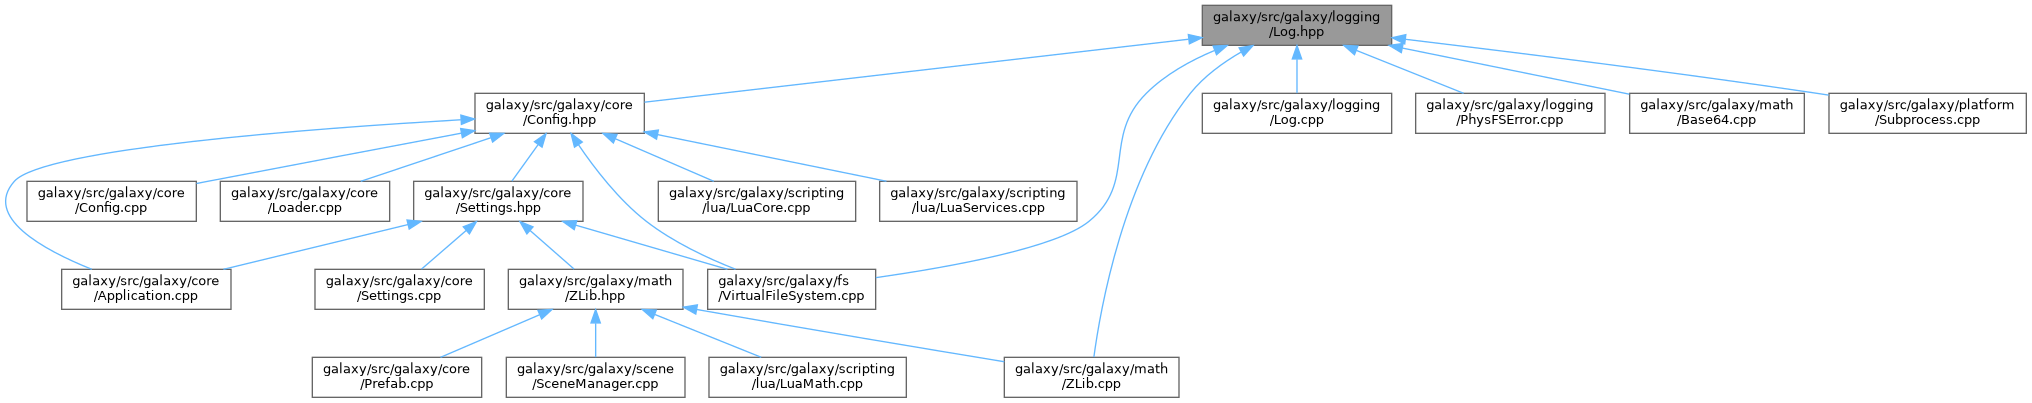 galaxy/src/galaxy/logging
/Log.hpp
galaxy/src/galaxy/core
/Config.hpp
galaxy/src/galaxy/logging
/Log.cpp
galaxy/src/galaxy/logging
/PhysFSError.cpp
galaxy/src/galaxy/math
/Base64.cpp
galaxy/src/galaxy/platform
/Subprocess.cpp
galaxy/src/galaxy/core
/Config.cpp
galaxy/src/galaxy/core
/Loader.cpp
galaxy/src/galaxy/core
/Settings.hpp
galaxy/src/galaxy/scripting
/lua/LuaCore.cpp
galaxy/src/galaxy/scripting
/lua/LuaServices.cpp
galaxy/src/galaxy/core
/Application.cpp
galaxy/src/galaxy/core
/Settings.cpp
galaxy/src/galaxy/math
/ZLib.hpp
galaxy/src/galaxy/fs
/VirtualFileSystem.cpp
galaxy/src/galaxy/core
/Prefab.cpp
galaxy/src/galaxy/scene
/SceneManager.cpp
galaxy/src/galaxy/scripting
/lua/LuaMath.cpp
galaxy/src/galaxy/math
/ZLib.cpp